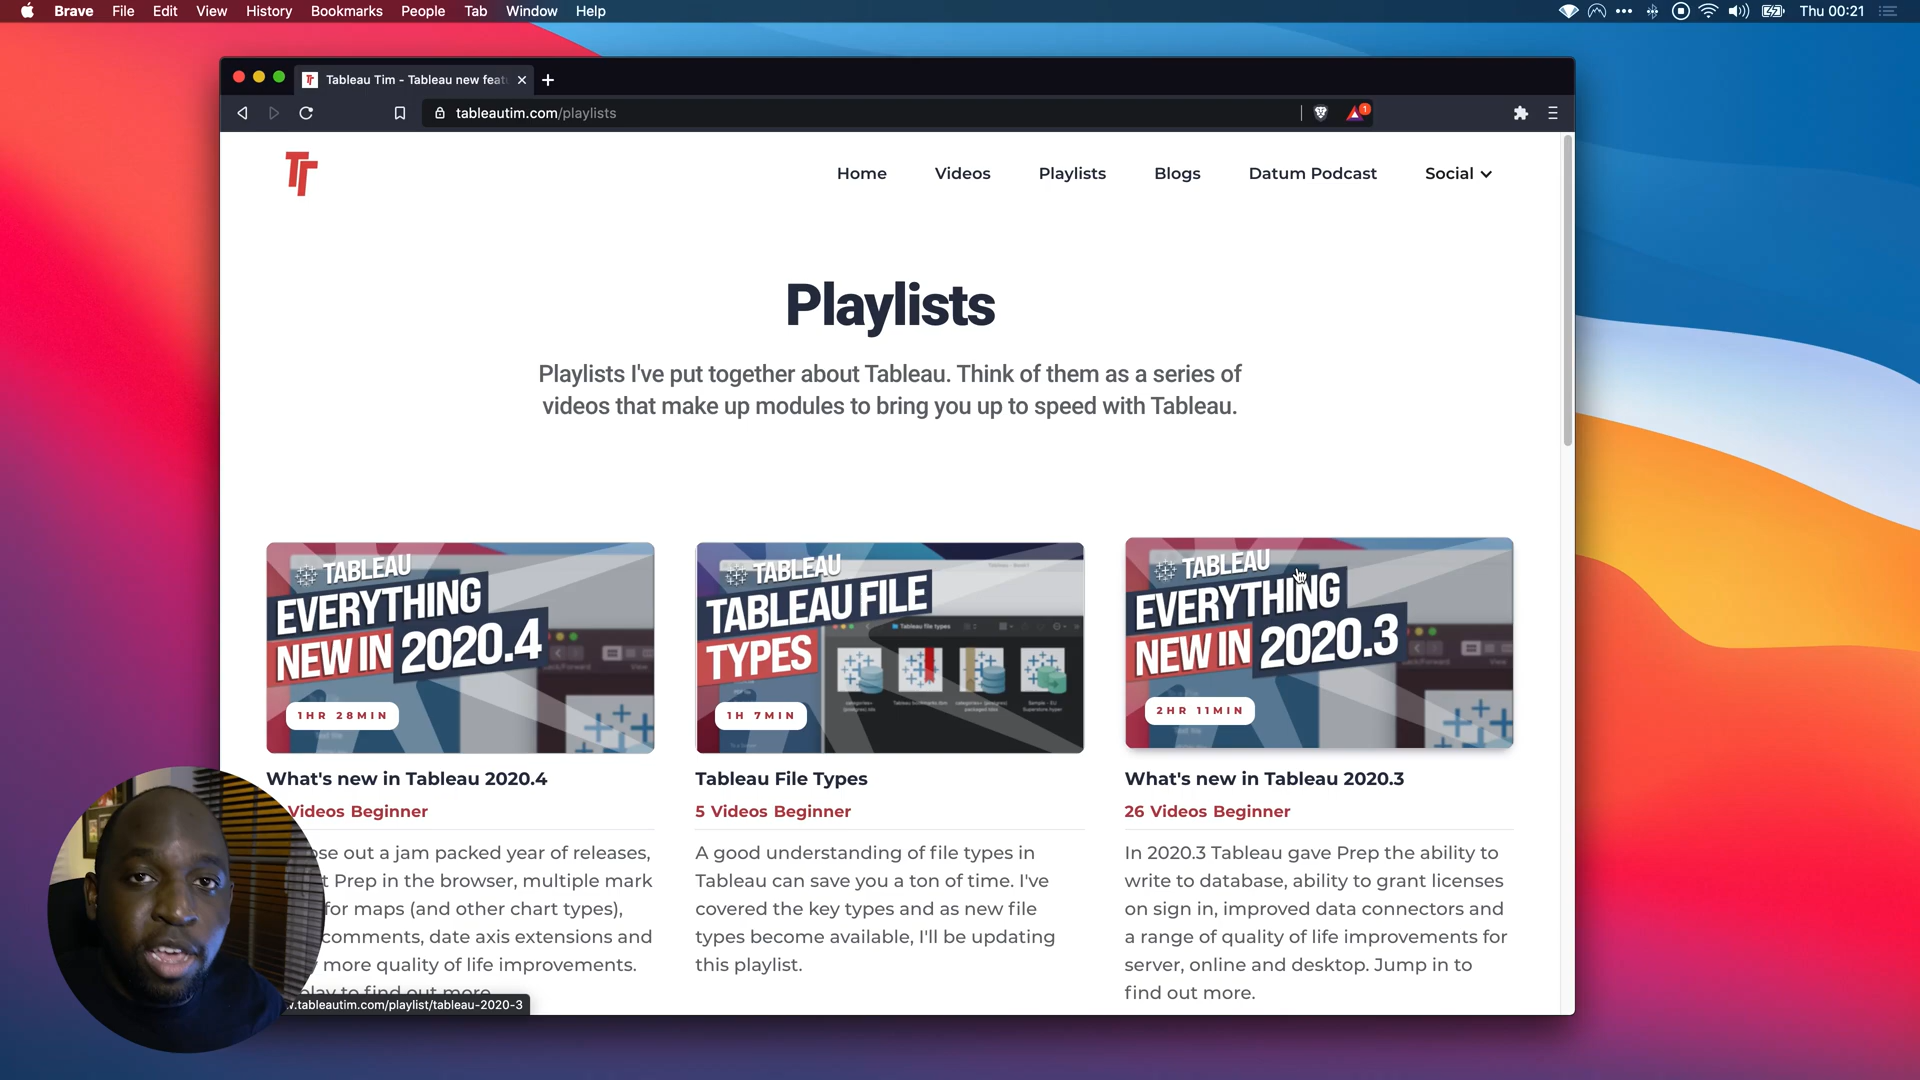 Brave File Edit View History Bookmarks People Tab Window Help
Thu 00:21
Tableau Tim - Tableau new feat
tableautim.com/playlists
1
Home Videos Playlists Blogs Datum Podcast Social
Playlists
Playlists I've put together about Tableau. Think of them as a series of
videos that make up modules to bring you up to speed with Tableau.
TABLEAU
EVERYTHING
NEW IN 2020.4
1HR 28MIN
What's new in Tableau 2020.4
Videos Beginner
ose out a jam packed year of releases,
t Prep in the browser, multiple mark
for maps (and other chart types),
comments, date axis extensions and
more quality of life improvements.
play to find out more
TABLEAU
TABLEAU FILE
TYPES
Tableau file types
1H 7MIN
Tableau File Types
5 Videos Beginner
A good understanding of file types in
Tableau can save you a ton of time. I've
covered the key types and as new file
types become available, I'll be updating
this playlist.
TABLEAU
EVERYTHING
NEW IN 2020.3
2HR 11MIN
What's new in Tableau 2020.3
26 Videos Beginner
In 2020.3 Tableau gave Prep the ability to
write to database, ability to grant licenses
on sign in, improved data connectors and
a range of quality of life improvements for
server, online and desktop. Jump in to
find out more.
.tableautim.com/playlist/tableau-2020-3